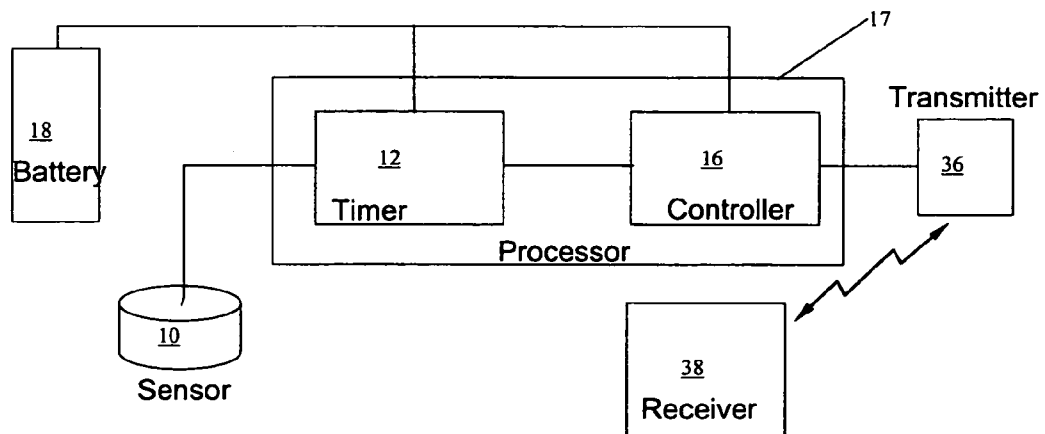 17
Transmitter
18
Battery
12
Timer
16
Controller
36
Processor
10
Sensor
38
Receiver